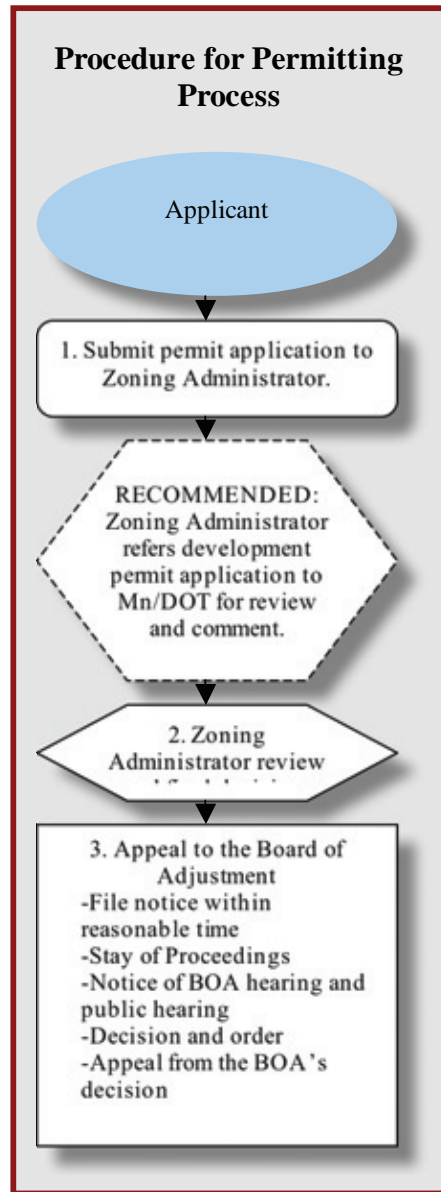 Procedure for Permitting
Process
Applicant
1. Submit permit application to
Zoning Administrator.
RECOMMENDED:
Zoning Administrator
refers development
permit application to
Mn/DOT for review
and comment.
2. Zoning
Administrator review
3. Appeal to the Board of
Adjustment
-File notice within
reasonable time
-Stay of Proceedings
-Notice of BOA hearing and
public hearing
-Decision and order
-Appeal from the BOA’s
decision